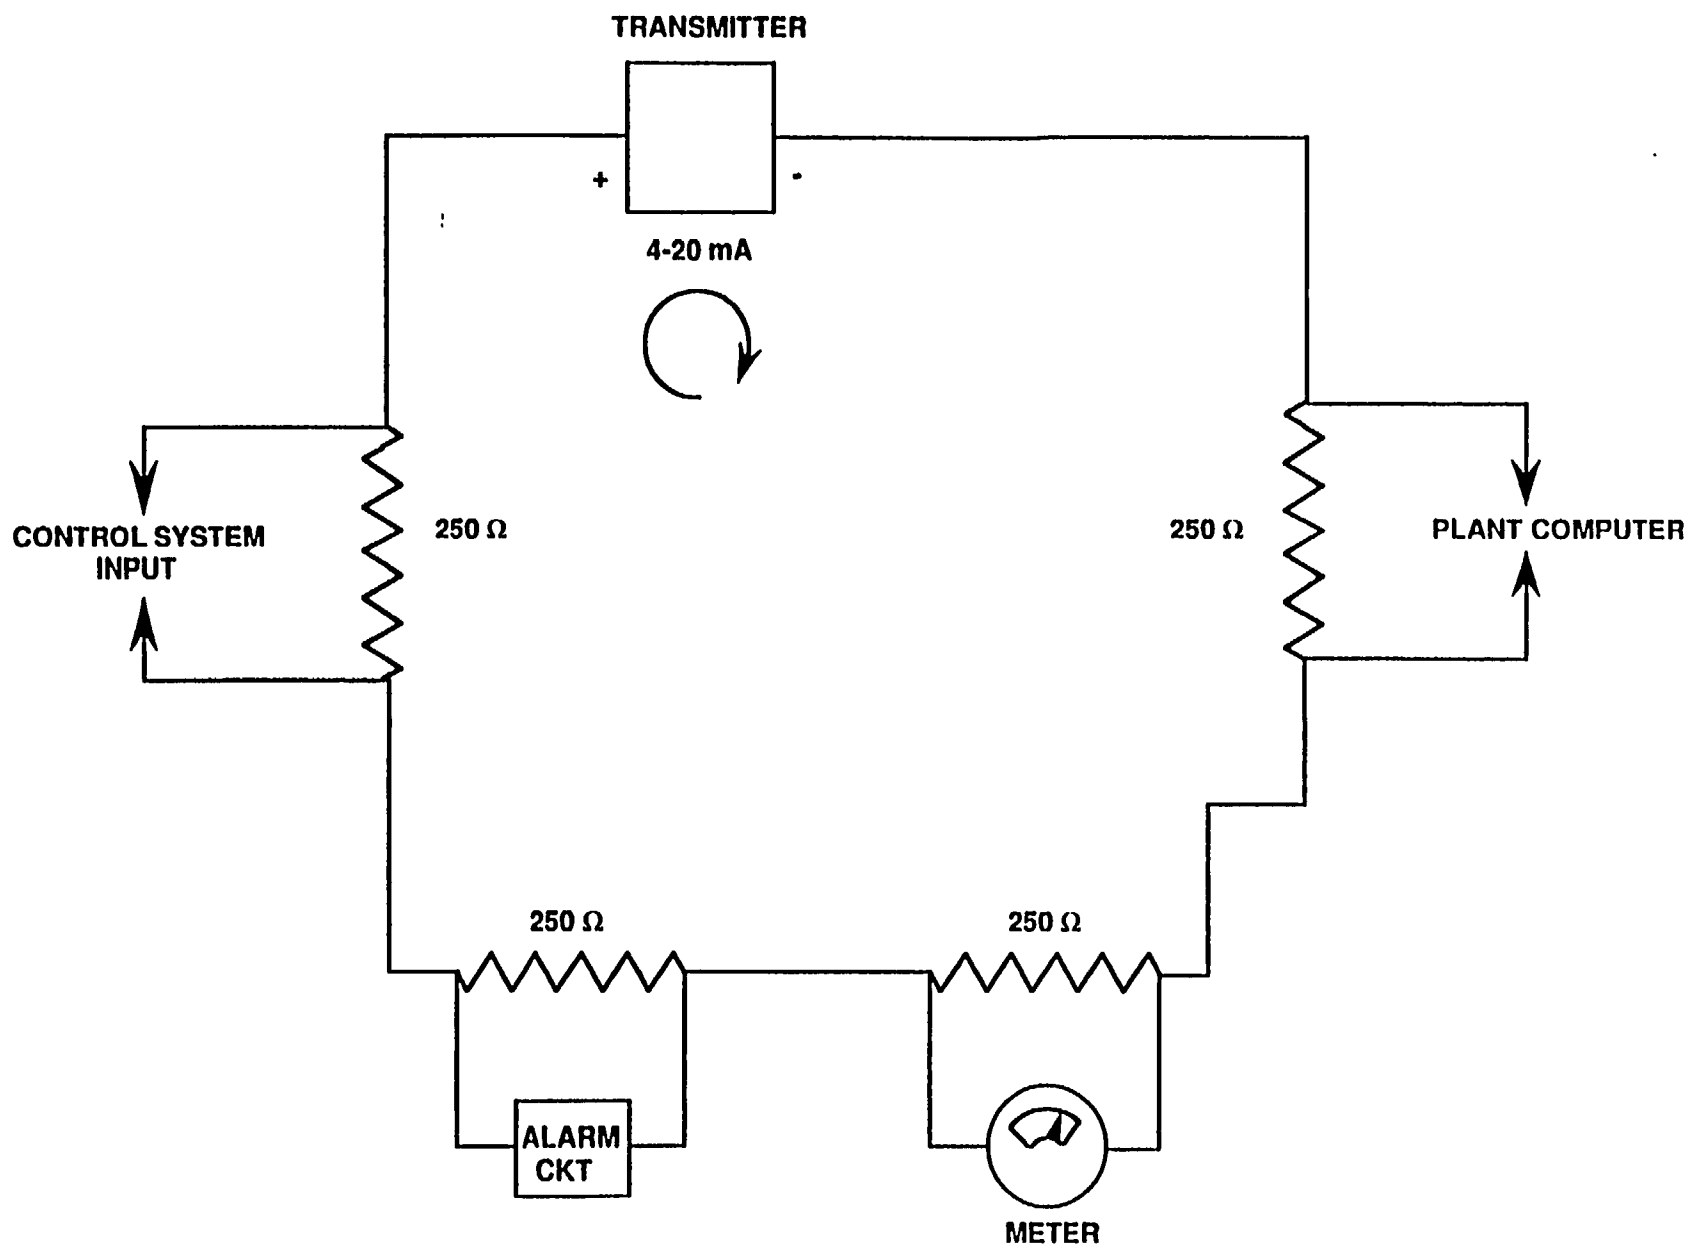 TRANSMITTER
+ -
4-20 mA
CONTROL SYSTEM
INPUT
250 Ω
250 Ω
PLANT COMPUTER
250 Ω
250 Ω
ALARM
CKT
METER